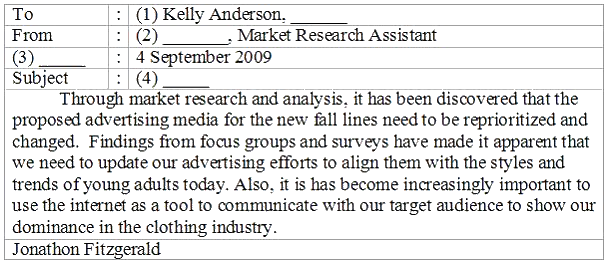 To : (1) Kelly Anderson, ______
From : (2) _______, Market Research Assistant
(3) _____ : 4 September 2009
Subject : (4) _____
Through market research and analysis, it has been discovered that the
proposed advertising media for the new fall lines need to be reprioritized and
changed. Findings from focus groups and surveys have made it apparent that
we need to update our advertising efforts to align them with the styles and
trends of young adults today. Also, it is has become increasingly important to
use the internet as a tool to communicate with our target audience to show our
dominance in the clothing industry.
Jonathon Fitzgerald